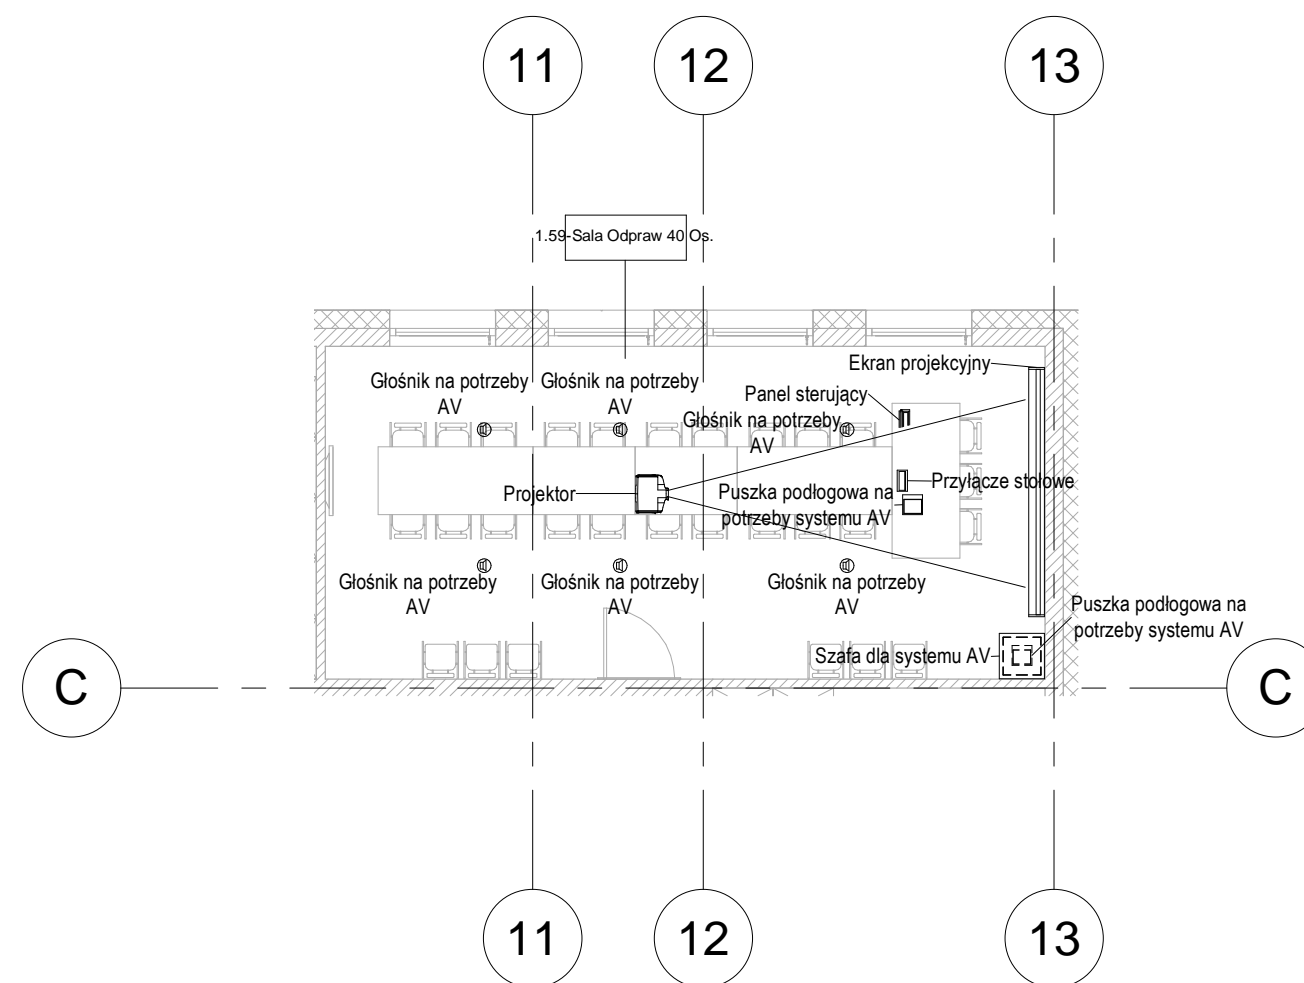 11
12
13
1.59-Sala Odpraw 40 Os.
Ekran projekcyjny
Głośnik na potrzeby
AV
Głośnik na potrzeby
AV
Panel sterujący
Głośnik na potrzeby
AV
Projektor
Puszka podłogowa na
potrzeby systemu AV
Przyłącze stołowe
Głośnik na potrzeby
AV
Głośnik na potrzeby
AV
Głośnik na potrzeby
AV
Puszka podłogowa na
potrzeby systemu AV
Szafa dla systemu AV
C
C
11
12
13